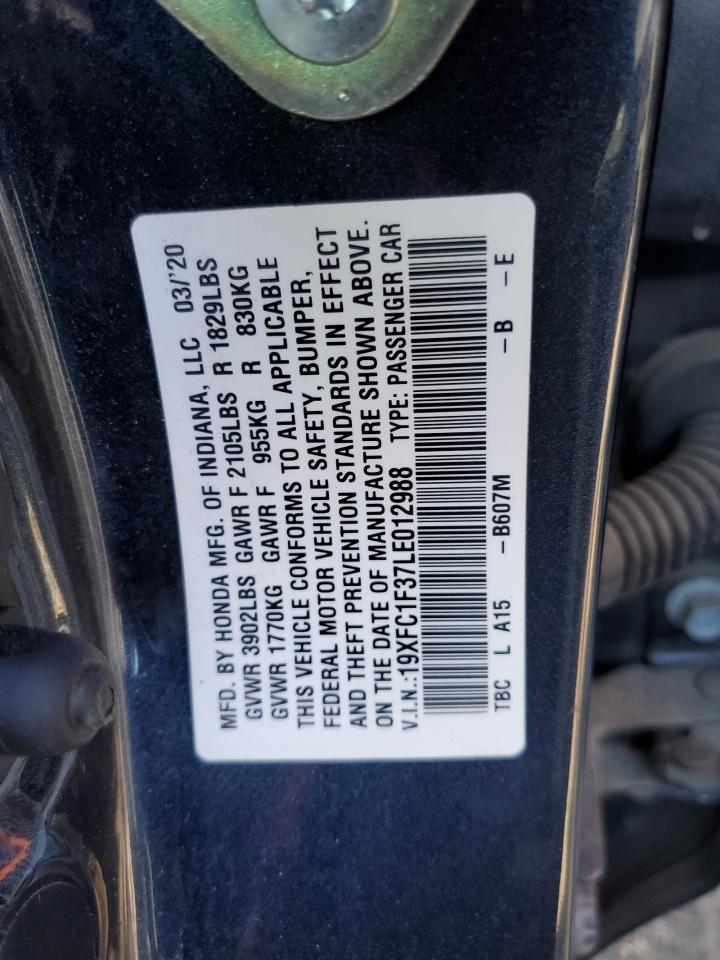 MFD. BY HONDA MFG. OF INDIANA, LLC 03/'20
GVWR 3902LBS GAWR F 2105LBS R 1829LBS
GVWR 1770KG GAWR F 955KG R 830KG
THIS VEHICLE CONFORMS TO ALL APPLICABLE
FEDERAL MOTOR VEHICLE SAFETY, BUMPER,
AND THEFT PREVENTION STANDARDS IN EFFECT
ON THE DATE OF MANUFACTURE SHOWN ABOVE.
V.I.N.:19XFC1F37LE012988 TYPE: PASSENGER CAR
TBC L A15 -B607M -B -E